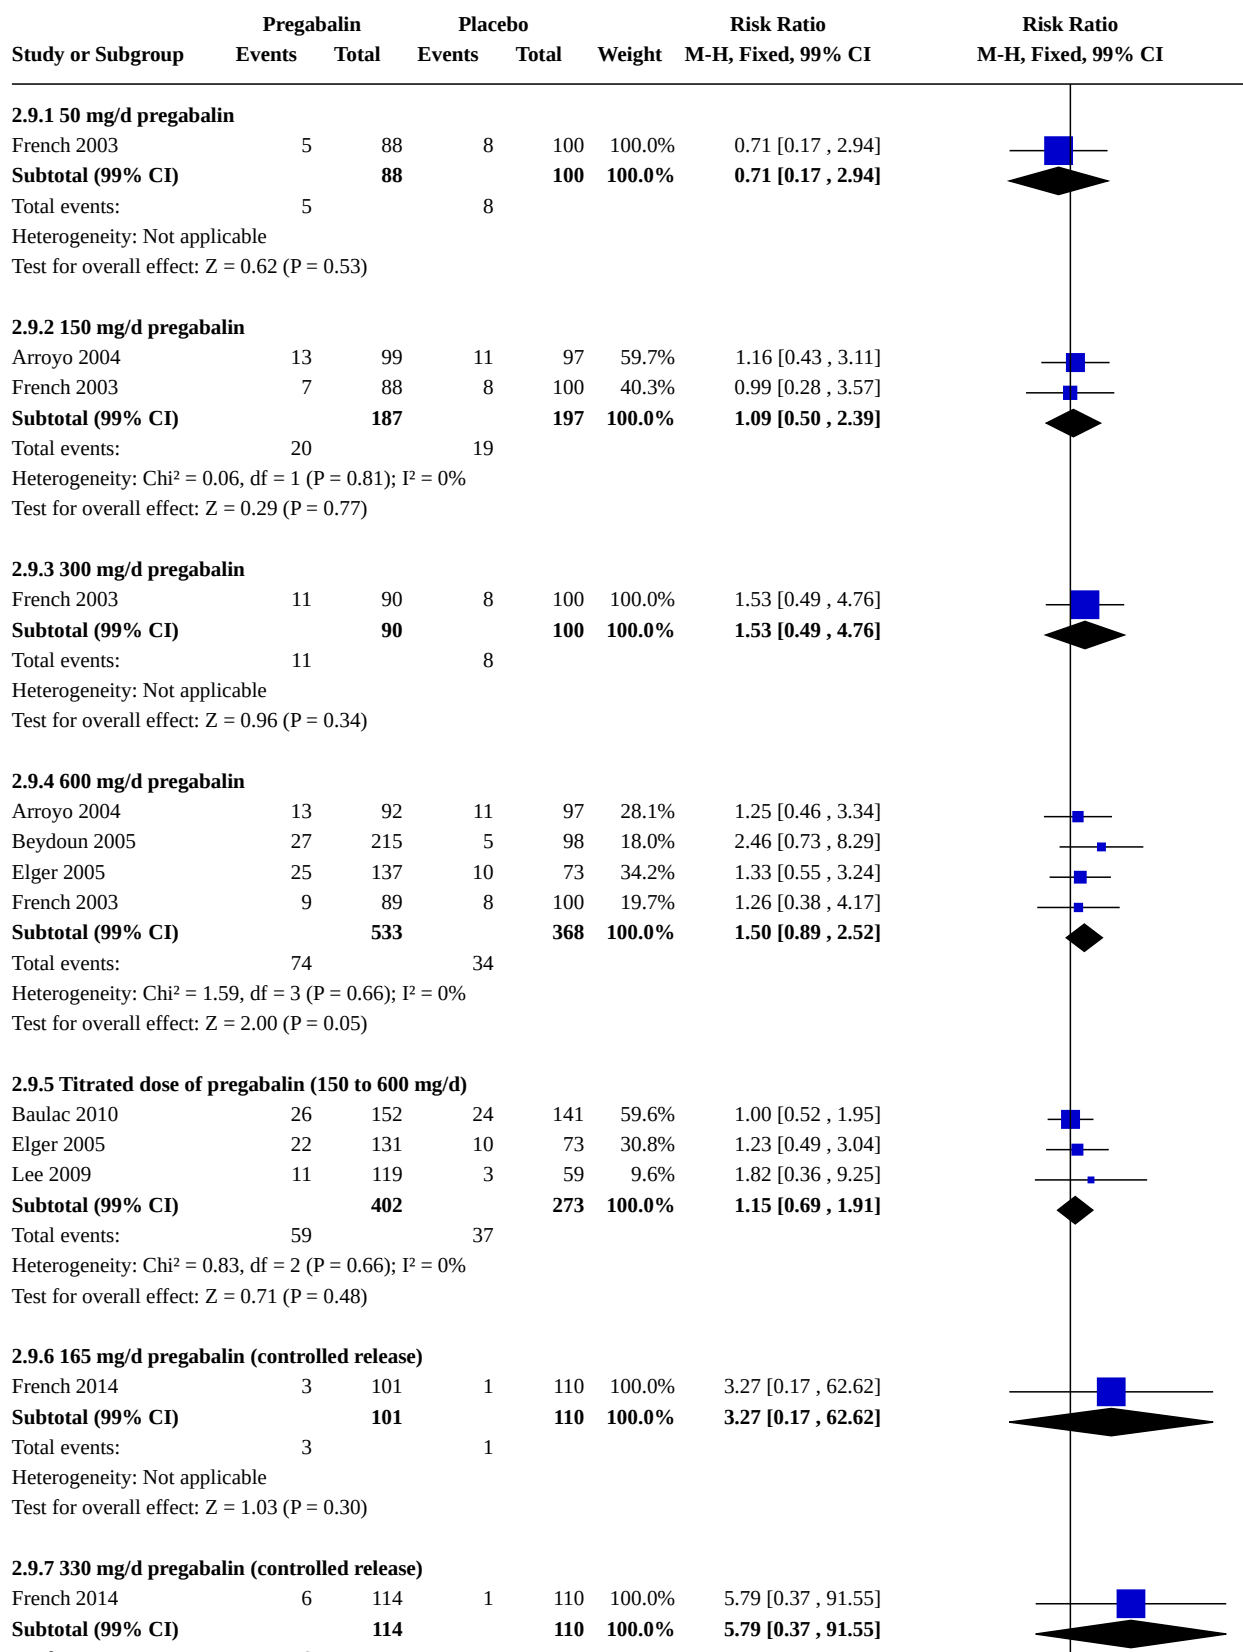 Pregabalin Placebo Risk Ratio Risk Ratio
Study or Subgroup Events Total Events Total Weight M-H, Fixed, 99% CI M-H, Fixed, 99% CI
2.9.1 50 mg/d pregabalin
French 2003 5 88 8 100 100.0% 0.71 [0.17 , 2.94]
Subtotal (99% CI) 88 100 100.0% 0.71 [0.17 , 2.94]
Total events: 5 8
Heterogeneity: Not applicable
Test for overall effect: Z = 0.62 (P = 0.53)
2.9.2 150 mg/d pregabalin
Arroyo 2004 13 99 11 97 59.7% 1.16 [0.43 , 3.11]
French 2003 7 88 8 100 40.3% 0.99 [0.28 , 3.57]
Subtotal (99% CI) 187 197 100.0% 1.09 [0.50 , 2.39]
Total events: 20 19
Heterogeneity: Chi² = 0.06, df = 1 (P = 0.81); I² = 0%
Test for overall effect: Z = 0.29 (P = 0.77)
2.9.3 300 mg/d pregabalin
French 2003 11 90 8 100 100.0% 1.53 [0.49 , 4.76]
Subtotal (99% CI) 90 100 100.0% 1.53 [0.49 , 4.76]
Total events: 11 8
Heterogeneity: Not applicable
Test for overall effect: Z = 0.96 (P = 0.34)
2.9.4 600 mg/d pregabalin
Arroyo 2004 13 92 11 97 28.1% 1.25 [0.46 , 3.34]
Beydoun 2005 27 215 5 98 18.0% 2.46 [0.73 , 8.29]
Elger 2005 25 137 10 73 34.2% 1.33 [0.55 , 3.24]
French 2003 9 89 8 100 19.7% 1.26 [0.38 , 4.17]
Subtotal (99% CI) 533 368 100.0% 1.50 [0.89 , 2.52]
Total events: 74 34
Heterogeneity: Chi² = 1.59, df = 3 (P = 0.66); I² = 0%
Test for overall effect: Z = 2.00 (P = 0.05)
2.9.5 Titrated dose of pregabalin (150 to 600 mg/d)
Baulac 2010 26 152 24 141 59.6% 1.00 [0.52 , 1.95]
Elger 2005 22 131 10 73 30.8% 1.23 [0.49 , 3.04]
Lee 2009 11 119 3 59 9.6% 1.82 [0.36 , 9.25]
Subtotal (99% CI) 402 273 100.0% 1.15 [0.69 , 1.91]
Total events: 59 37
Heterogeneity: Chi² = 0.83, df = 2 (P = 0.66); I² = 0%
Test for overall effect: Z = 0.71 (P = 0.48)
2.9.6 165 mg/d pregabalin (controlled release)
French 2014 3 101 1 110 100.0% 3.27 [0.17 , 62.62]
Subtotal (99% CI) 101 110 100.0% 3.27 [0.17 , 62.62]
Total events: 3 1
Heterogeneity: Not applicable
Test for overall effect: Z = 1.03 (P = 0.30)
2.9.7 330 mg/d pregabalin (controlled release)
French 2014 6 114 1 110 100.0% 5.79 [0.37 , 91.55]
Subtotal (99% CI) 114 110 100.0% 5.79 [0.37 , 91.55]